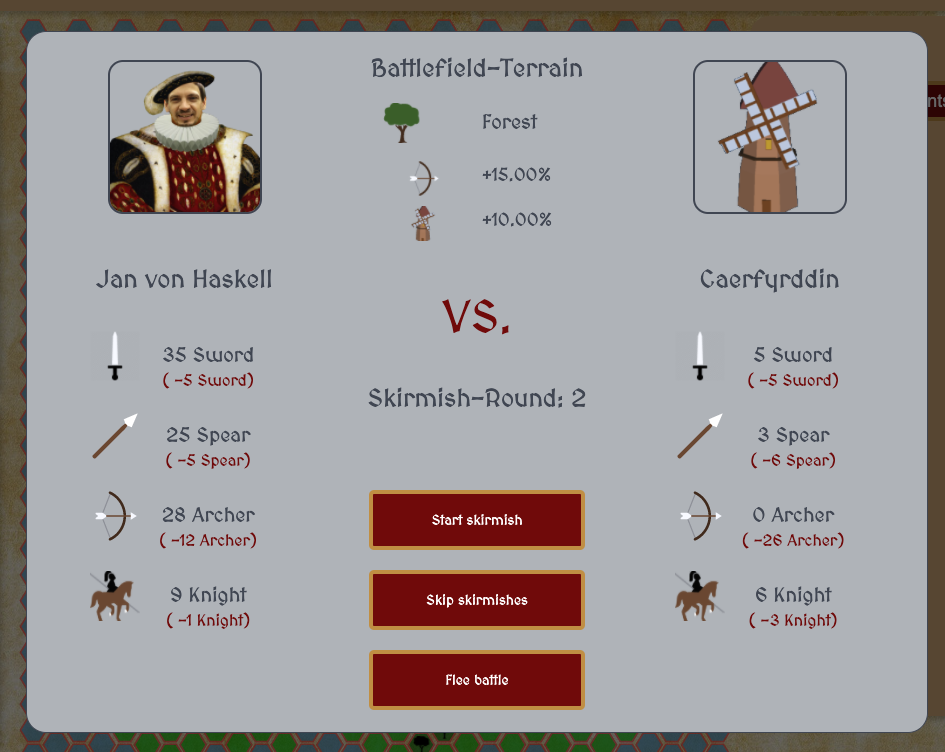 Battlefield-Terrain
Forest
+15.00%
+10.00%
Jan von Haskell
35 Sword
( -5 Sword)
25 Spear
( -5 Spear)
28 Archer
( -12 Archer)
9 Knight
( -1 Knight)
VS.
Skirmish-Round: 2
Start skirmish
Skip skirmishes
Flee battle
Caerfyrddin
5 Sword
( -5 Sword)
3 Spear
( -6 Spear)
0 Archer
( -26 Archer)
6 Knight
( -3 Knight)